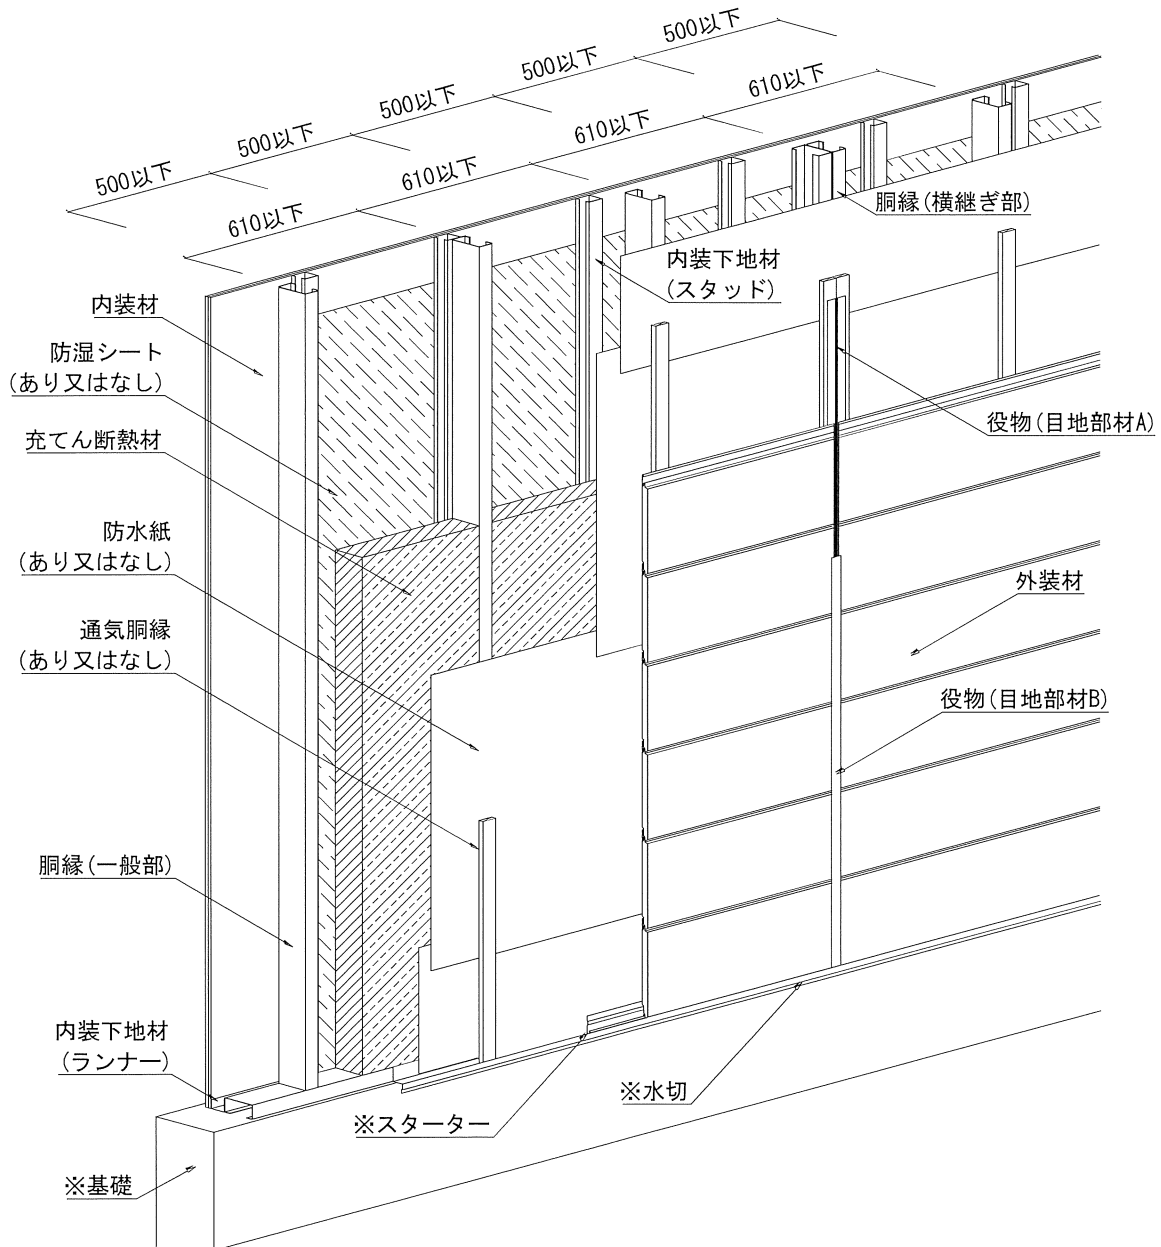 500以下
500以下
500以下
500以下
500以下
610以下
610以下
610以下
610以下
胴縁(横継ぎ部)
内装下地材
(スタッド)
内装材
防湿シート
(あり又はなし)
充てん断熱材
役物(目地部材A)
防水紙
(あり又はなし)
外装材
通気胴縁
(あり又はなし)
役物(目地部材B)
胴縁(一般部)
内装下地材
(ランナー)
※水切
※スターター
※基礎